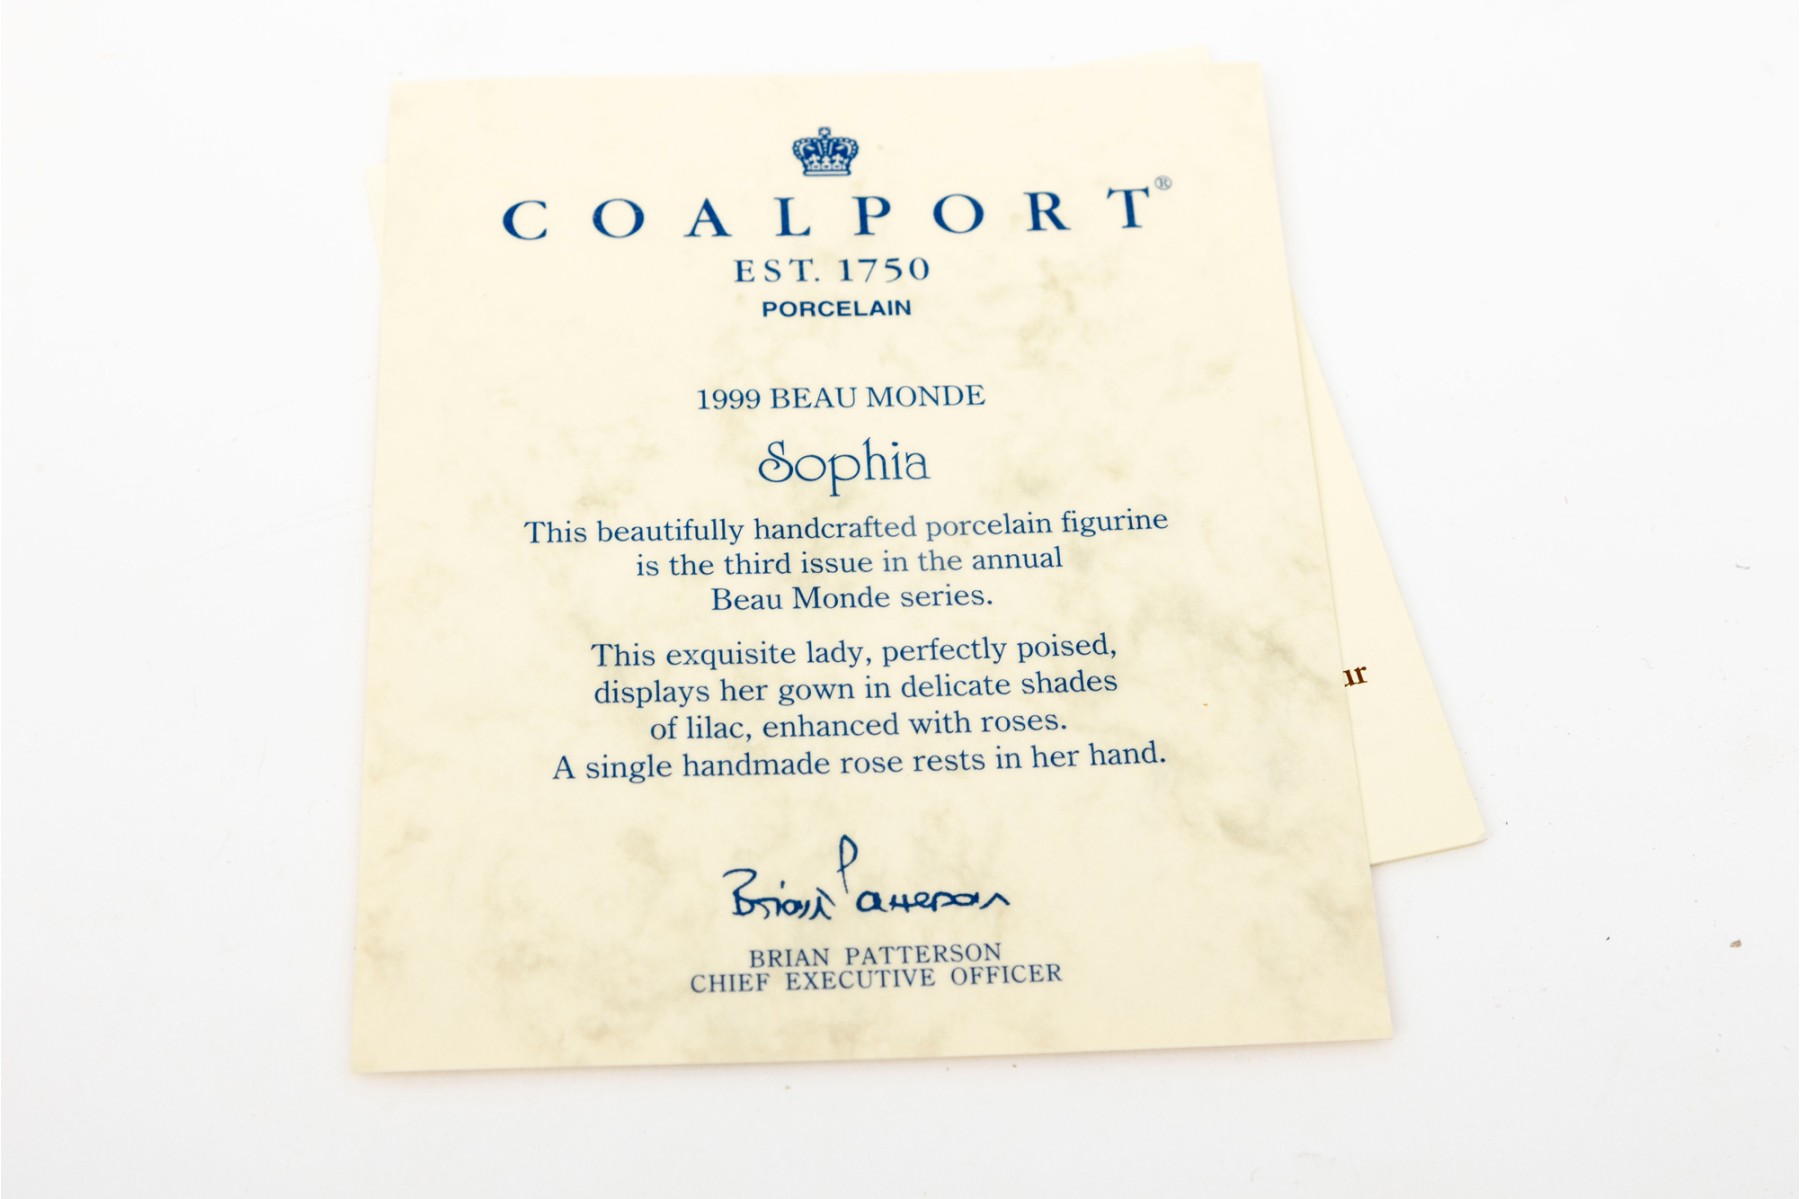 COALPORT®
EST. 1750
PORCELAIN
1999 BEAU MONDE
Sophia
This beautifully handcrafted porcelain figurine
is the third issue in the annual
Beau Monde series.
This exquisite lady, perfectly poised,
displays her gown in delicate shades
of lilac, enhanced with roses.
A single handmade rose rests in her hand.
Brian Patterson
BRIAN PATTERSON
CHIEF EXECUTIVE OFFICER